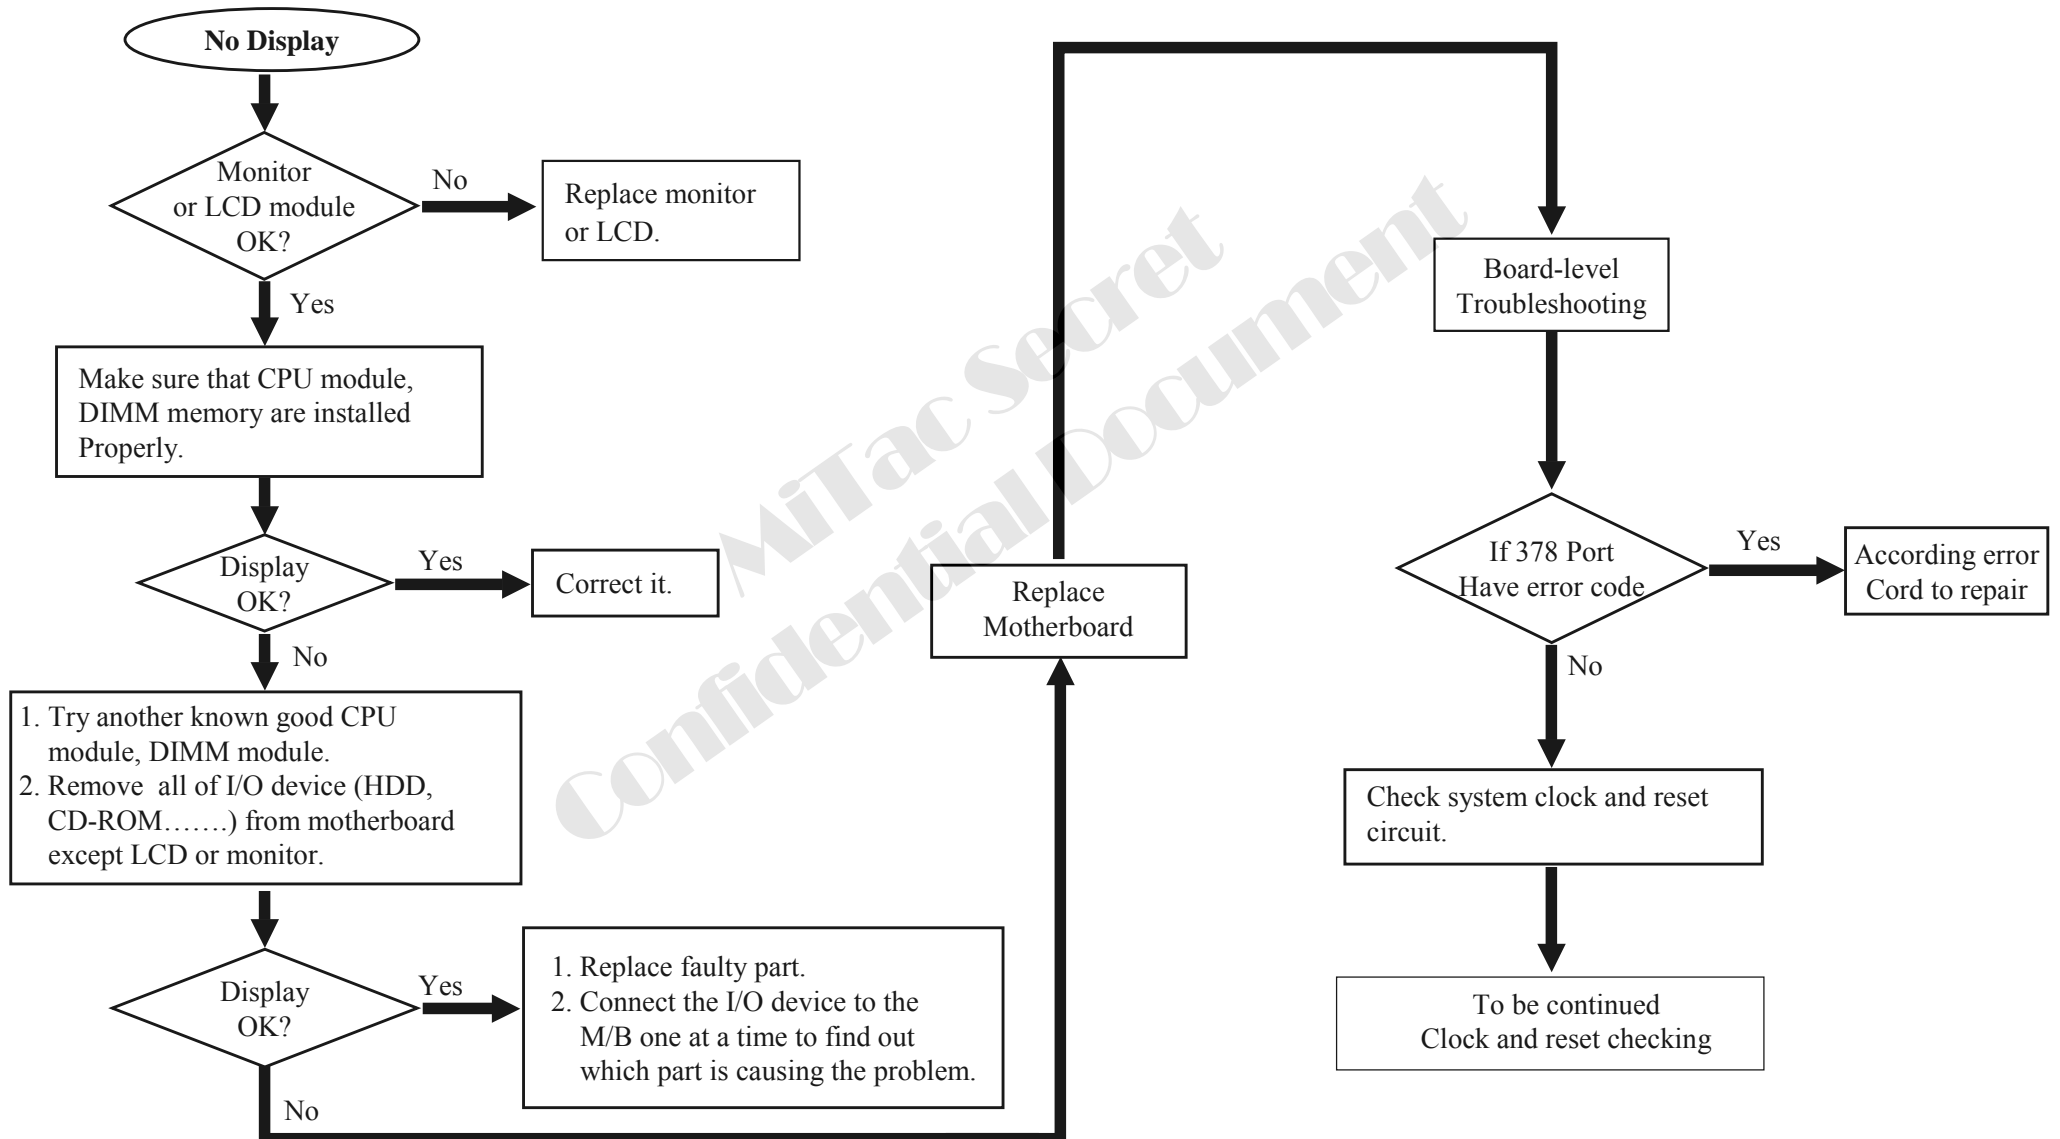 No Display
Monitor
or LCD module
OK?
No
Replace monitor
or LCD.
Yes
Make sure that CPU module,
DIMM memory are installed
Properly.
Display
OK?
Yes
Correct it.
No
1. Try another known good CPU
module, DIMM module.
2. Remove all of I/O device (HDD,
CD-ROM…….) from motherboard
except LCD or monitor.
Display
OK?
Yes
1. Replace faulty part.
2. Connect the I/O device to the
M/B one at a time to find out
which part is causing the problem.
No
Replace
Motherboard
Board-level
Troubleshooting
If 378 Port
Have error code
Yes
According error
Cord to repair
No
Check system clock and reset
circuit.
To be continued
Clock and reset checking
MiTac Secret
Confidential Document